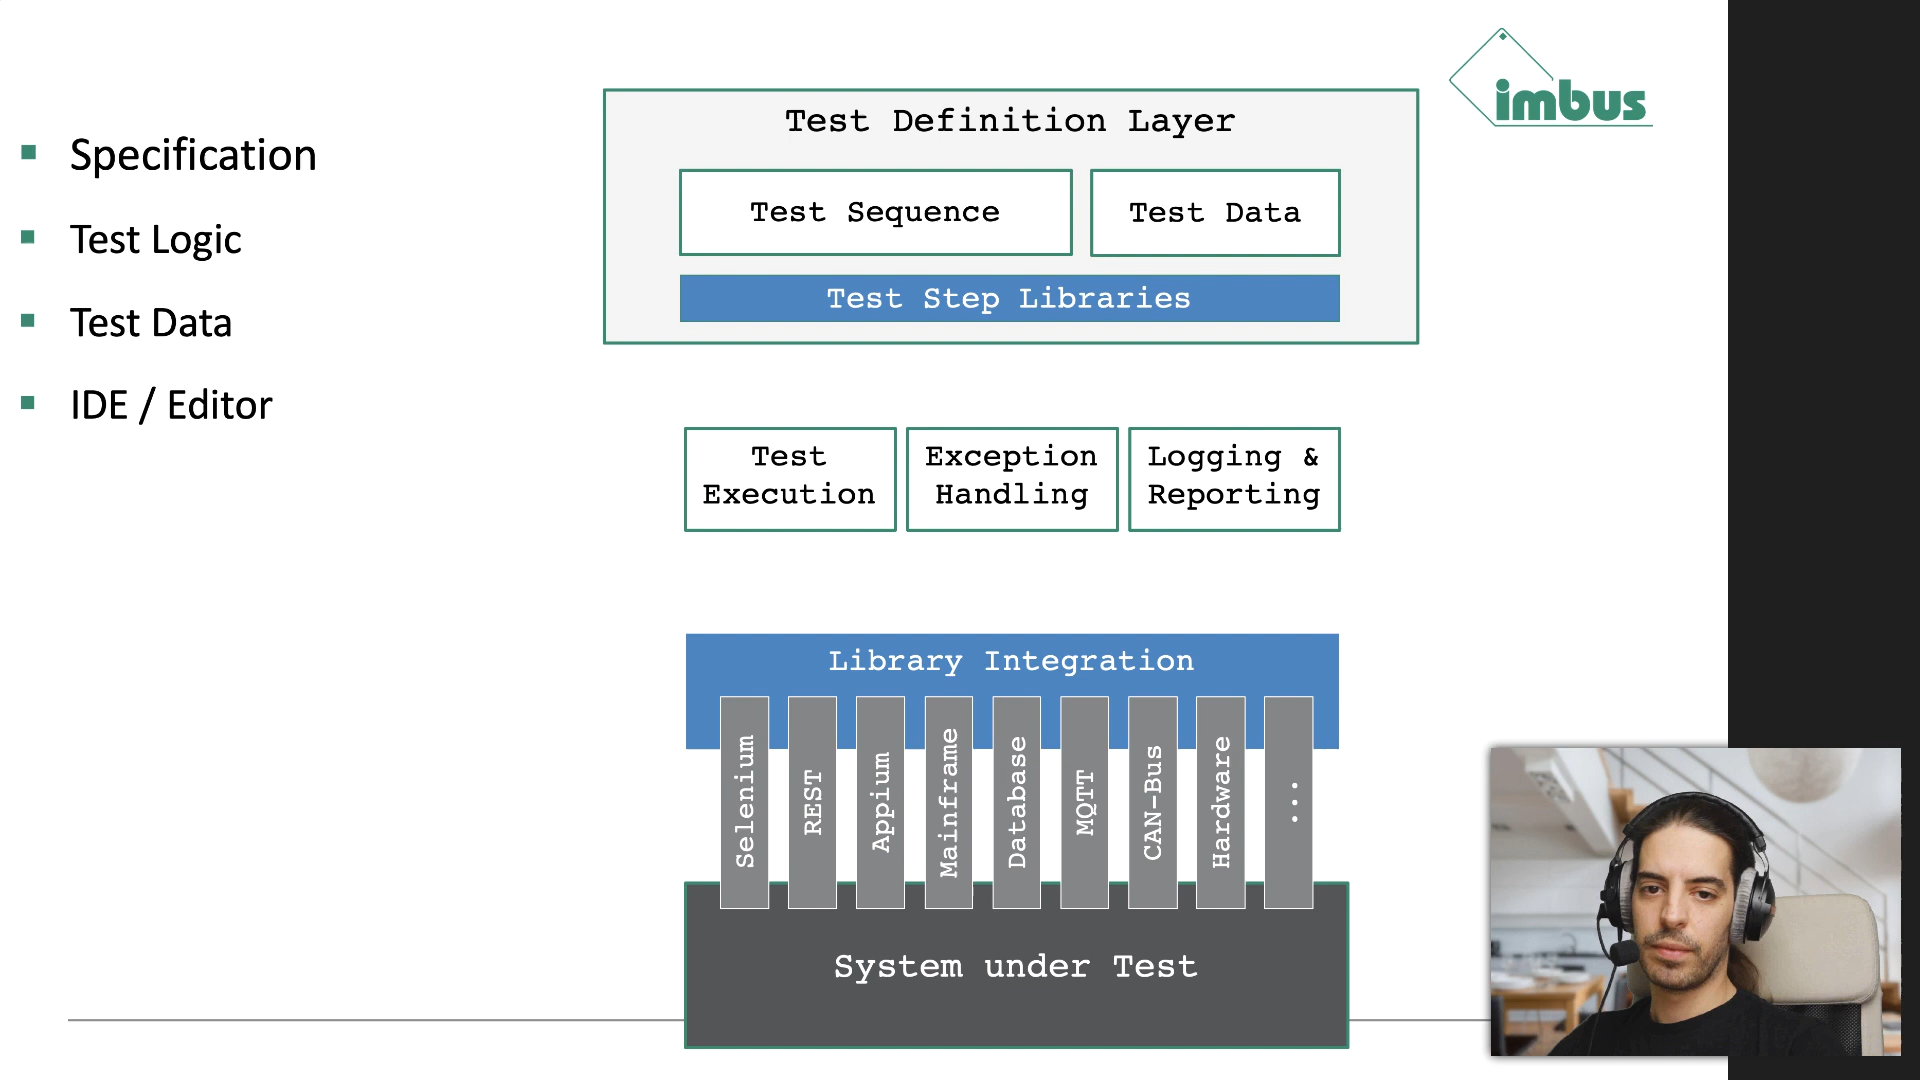 imbus
Specification
Test Logic
Test Data
IDE / Editor
Test Definition Layer
Test Sequence
Test Data
Test Step Libraries
Test
Execution
Exception
Handling
Logging &
Reporting
Library Integration
Selenium
REST
Appium
Mainframe
Database
MQTT
CAN-Bus
Hardware
...
System under Test